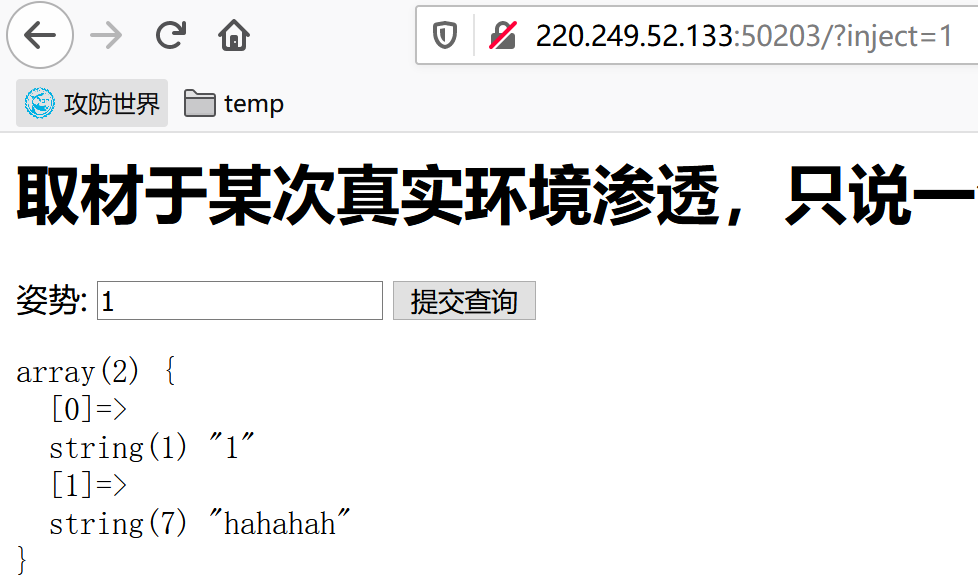 220.249.52.133:50203/?inject=1
攻防世界 temp
取材于某次真实环境渗透，只说一
姿势: 1 提交查询
array(2) {
  [0]=>
  string(1) "1"
  [1]=>
  string(7) "hahahah"
}